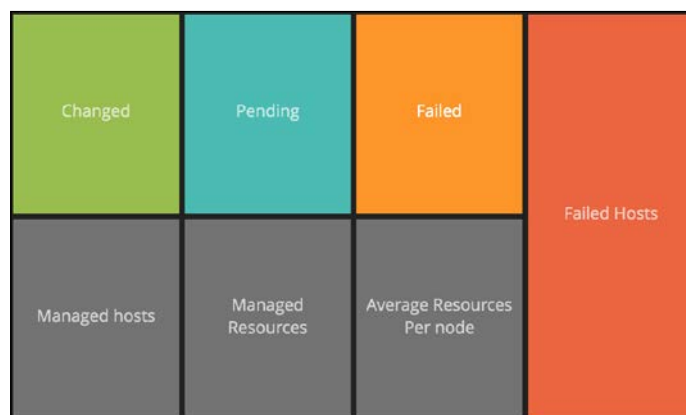 Changed
Pending
Failed
Failed Hosts
Managed hosts
Managed
Resources
Average Resources
Per node